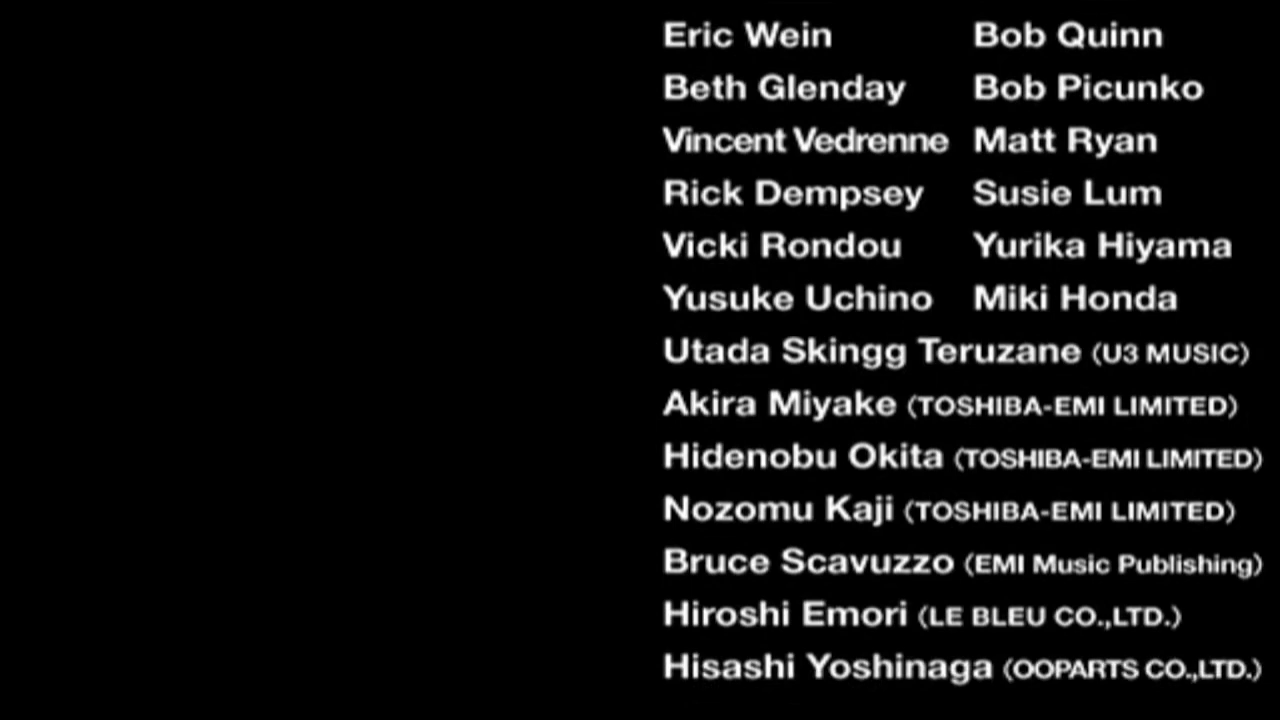 Eric Wein Bob Quinn
Beth Glenday Bob Picunko
Vincent Vedrenne Matt Ryan
Rick Dempsey Susie Lum
Vicki Rondou Yurika Hiyama
Yusuke Uchino Miki Honda
Utada Skingg Teruzane (U3 MUSIC)
Akira Miyake (TOSHIBA-EMI LIMITED)
Hidenobu Okita (TOSHIBA-EMI LIMITED)
Nozomu Kaji (TOSHIBA-EMI LIMITED)
Bruce Scavuzzo (EMI Music Publishing)
Hiroshi Emori (LE BLEU CO.,LTD.)
Hisashi Yoshinaga (OOPARTS CO.,LTD.)